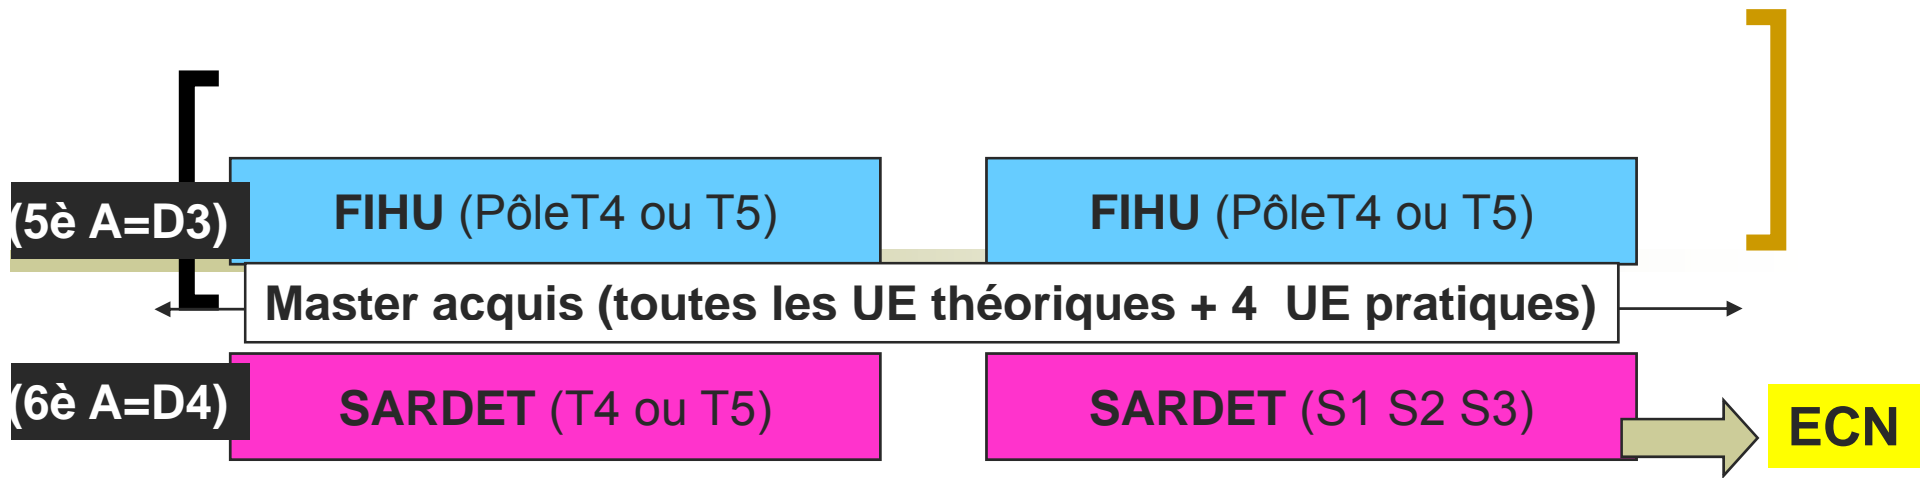 (5è A=D3)
FIHU (PôleT4 ou T5)
FIHU (PôleT4 ou T5)
Master acquis (toutes les UE théoriques + 4 UE pratiques)
(6è A=D4)
SARDET (T4 ou T5)
SARDET (S1 S2 S3)
ECN